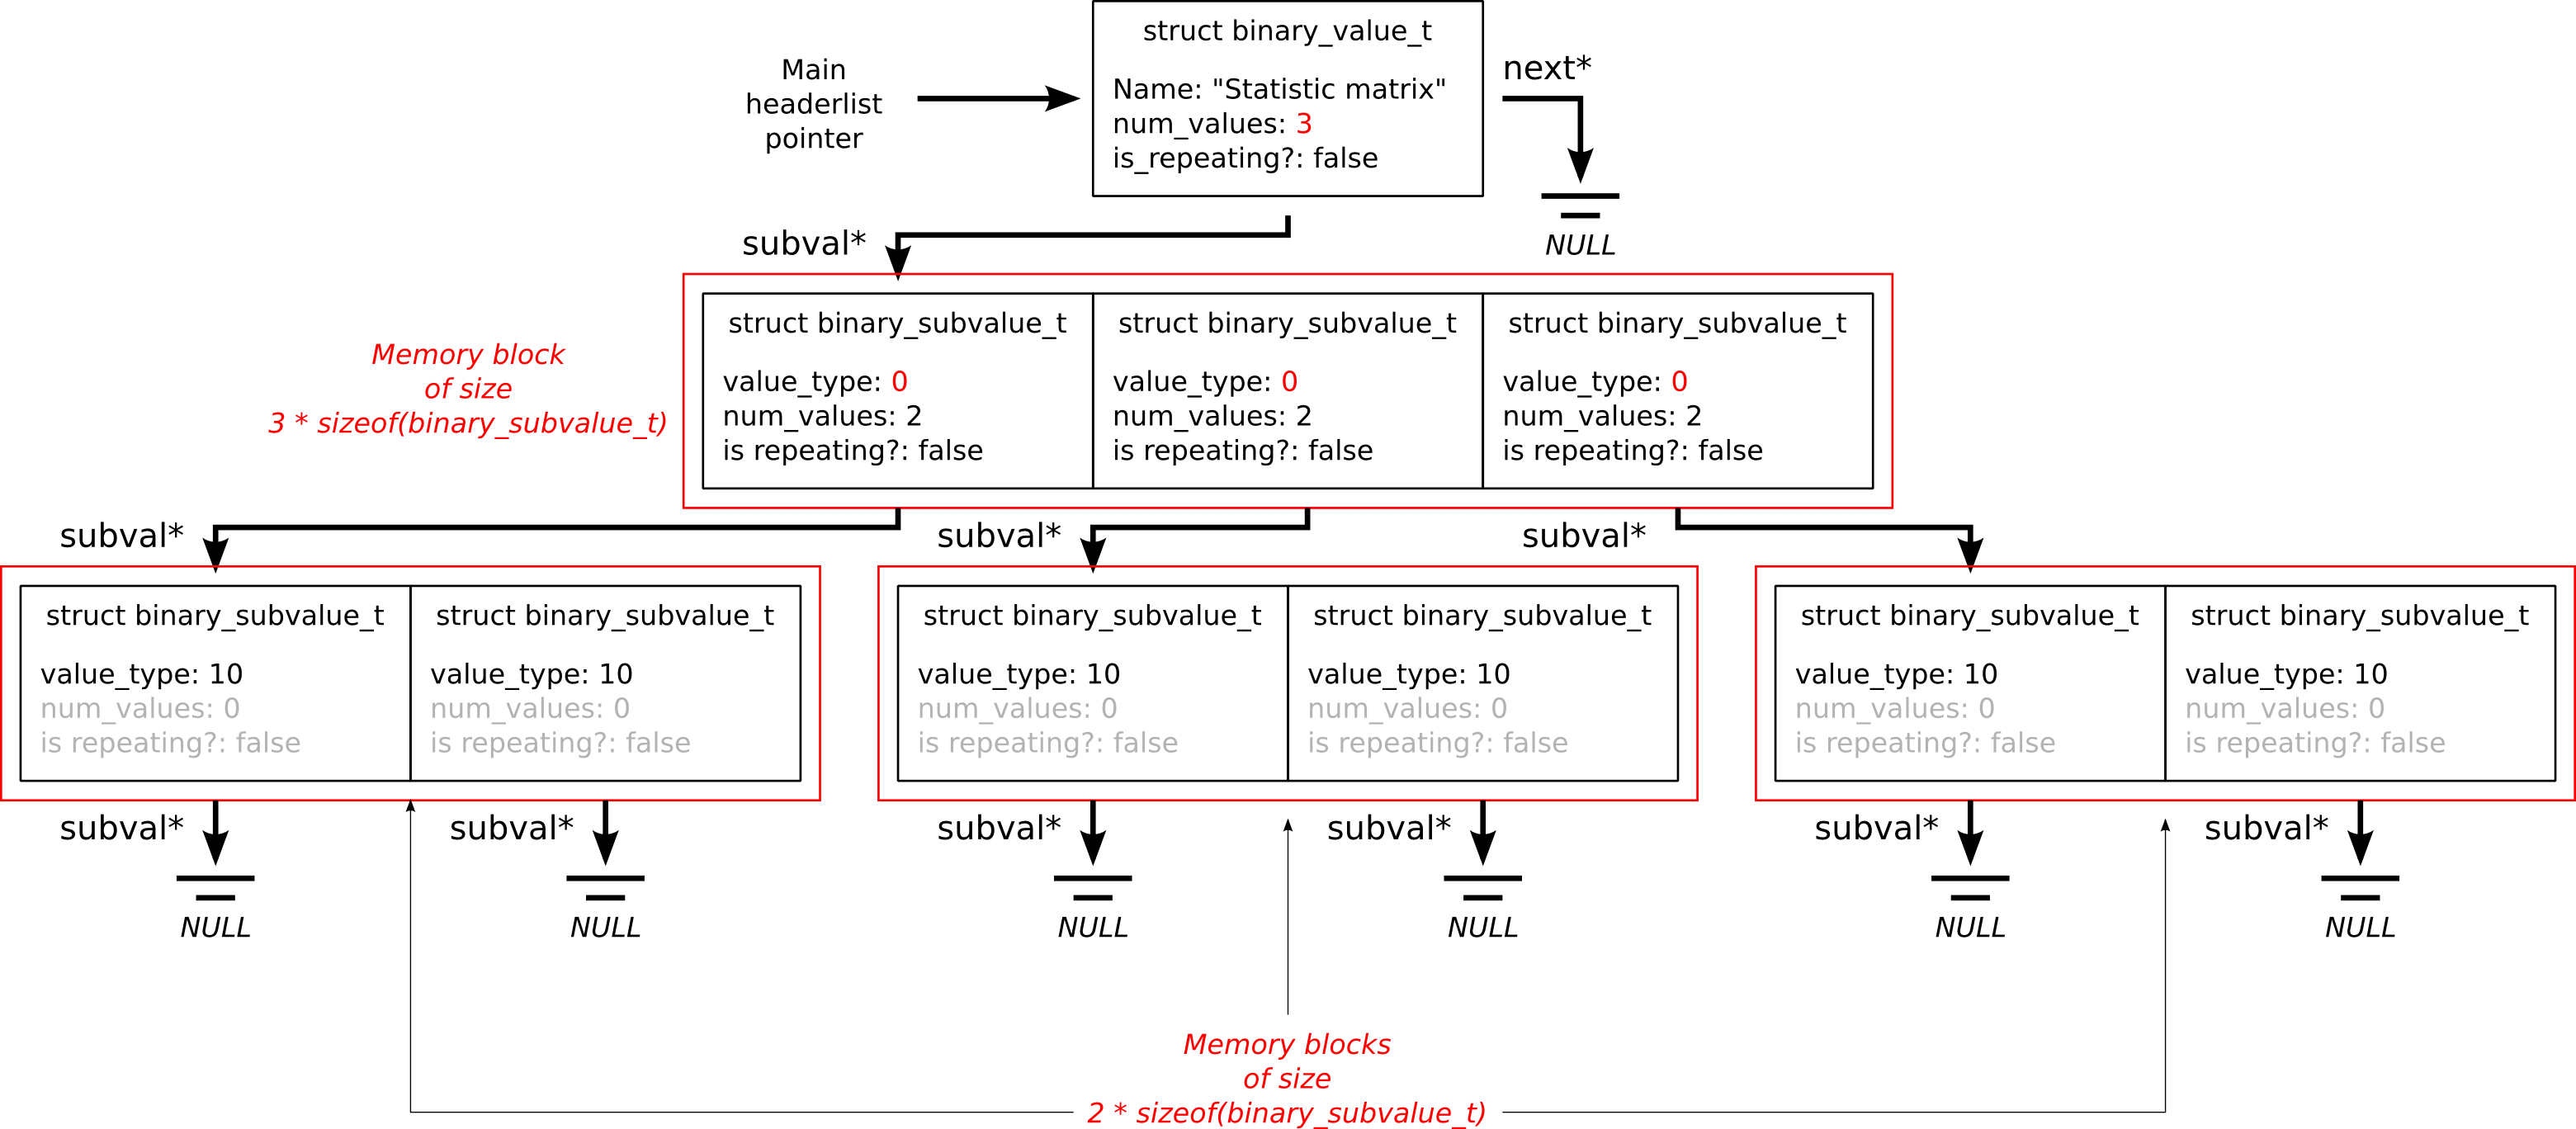 struct binary_value_t
Name: "Statistic matrix"
num_values: 3
is_repeating?: false
Main
headerlist
pointer
next*
NULL
subval*
Memory block
of size
3 * sizeof(binary_subvalue_t)
struct binary_subvalue_t
value_type: 0
num_values: 2
is repeating?: false
struct binary_subvalue_t
value_type: 0
num_values: 2
is repeating?: false
struct binary_subvalue_t
value_type: 0
num_values: 2
is repeating?: false
subval*
subval*
subval*
struct binary_subvalue_t
value_type: 10
num_values: 0
is repeating?: false
struct binary_subvalue_t
value_type: 10
num_values: 0
is repeating?: false
struct binary_subvalue_t
value_type: 10
num_values: 0
is repeating?: false
struct binary_subvalue_t
value_type: 10
num_values: 0
is repeating?: false
struct binary_subvalue_t
value_type: 10
num_values: 0
is repeating?: false
struct binary_subvalue_t
value_type: 10
num_values: 0
is repeating?: false
subval*
subval*
subval*
subval*
subval*
subval*
NULL
NULL
NULL
NULL
NULL
NULL
Memory blocks
of size
2 * sizeof(binary_subvalue_t)